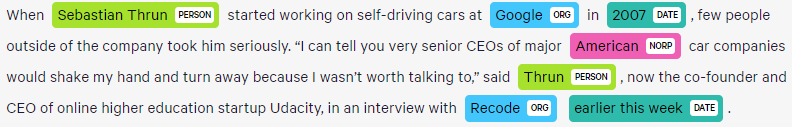 When Sebastian Thrun PERSON started working on self-driving cars at Google ORG in 2007 DATE , few people
outside of the company took him seriously. “I can tell you very senior CEOs of major American NORP car companies
would shake my hand and turn away because I wasn’t worth talking to,” said Thrun PERSON , now the co-founder and
CEO of online higher education startup Udacity, in an interview with Recode ORG earlier this week DATE .